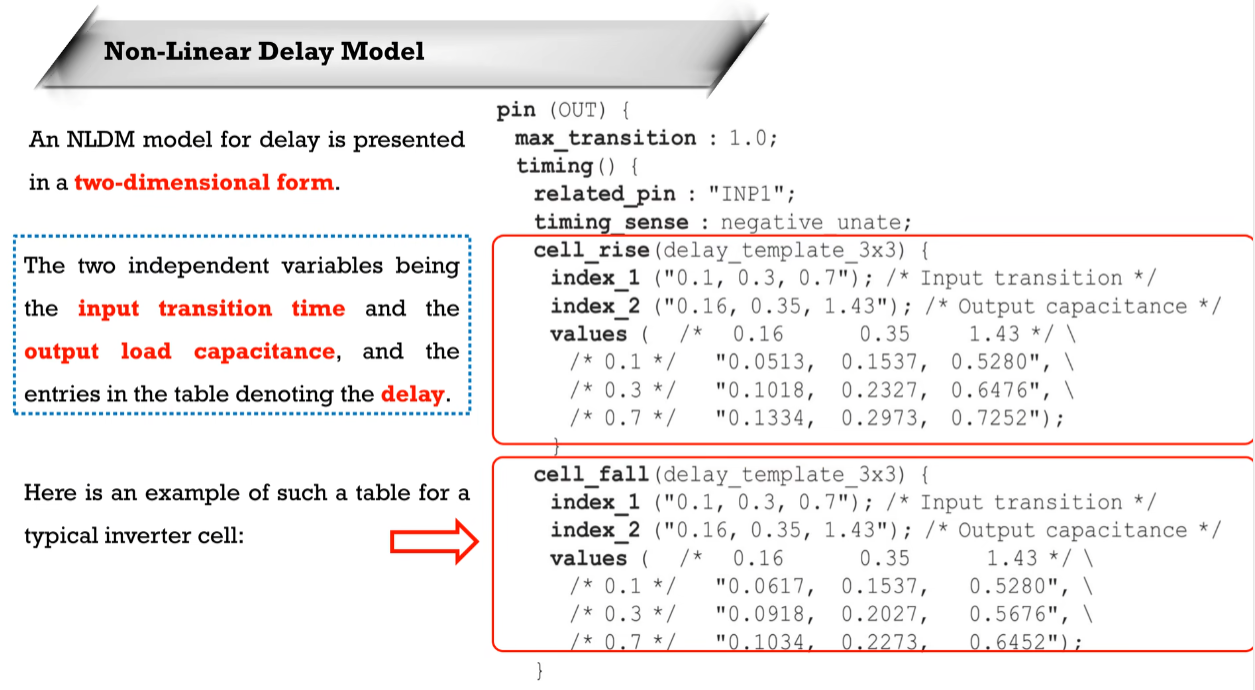 Non-Linear Delay Model
An NLDM model for delay is presented
in a two-dimensional form.
The two independent variables being
the input transition time and the
output load capacitance, and the
entries in the table denoting the delay.
Here is an example of such a table for a
typical inverter cell:
pin (OUT) {
max_transition : 1.0;
timing() {
related_pin : "INP1";
timing_sense : negative_unate;
cell_rise(delay_template_3x3) {
index_1 ("0.1, 0.3, 0.7"); /* Input transition */
index_2 ("0.16, 0.35, 1.43"); /* Output capacitance */
values ( /* 0.16 0.35 1.43 */ \
/* 0.1 */ "0.0513, 0.1537, 0.5280", \
/* 0.3 */ "0.1018, 0.2327, 0.6476", \
/* 0.7 */ "0.1334, 0.2973, 0.7252");
}
cell_fall(delay_template_3x3) {
index_1 ("0.1, 0.3, 0.7"); /* Input transition */
index_2 ("0.16, 0.35, 1.43"); /* Output capacitance */
values ( /* 0.16 0.35 1.43 */ \
/* 0.1 */ "0.0617, 0.1537, 0.5280", \
/* 0.3 */ "0.0918, 0.2027, 0.5676", \
/* 0.7 */ "0.1034, 0.2273, 0.6452");
}